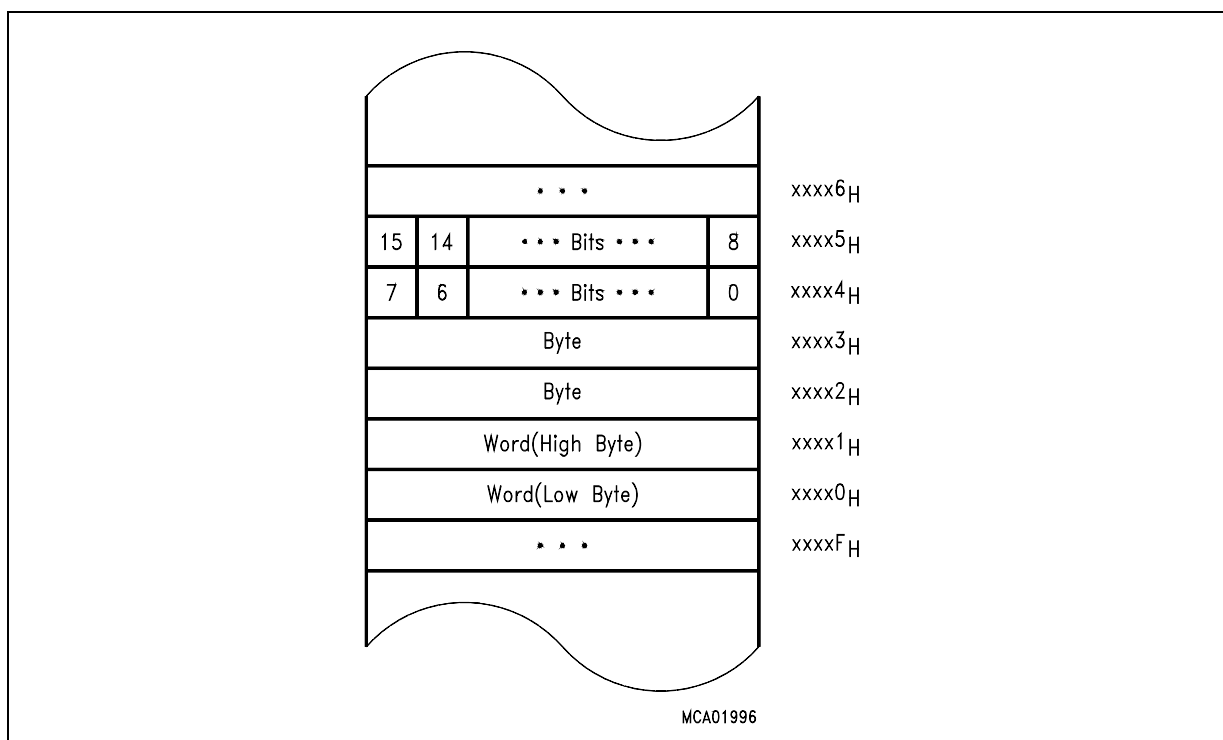 • • • xxxx6H
15 14 • • • Bits • • • 8 xxxx5H
7 6 • • • Bits • • • 0 xxxx4H
Byte xxxx3H
Byte xxxx2H
Word(High Byte) xxxx1H
Word(Low Byte) xxxx0H
• • • xxxxFH
MCA01996